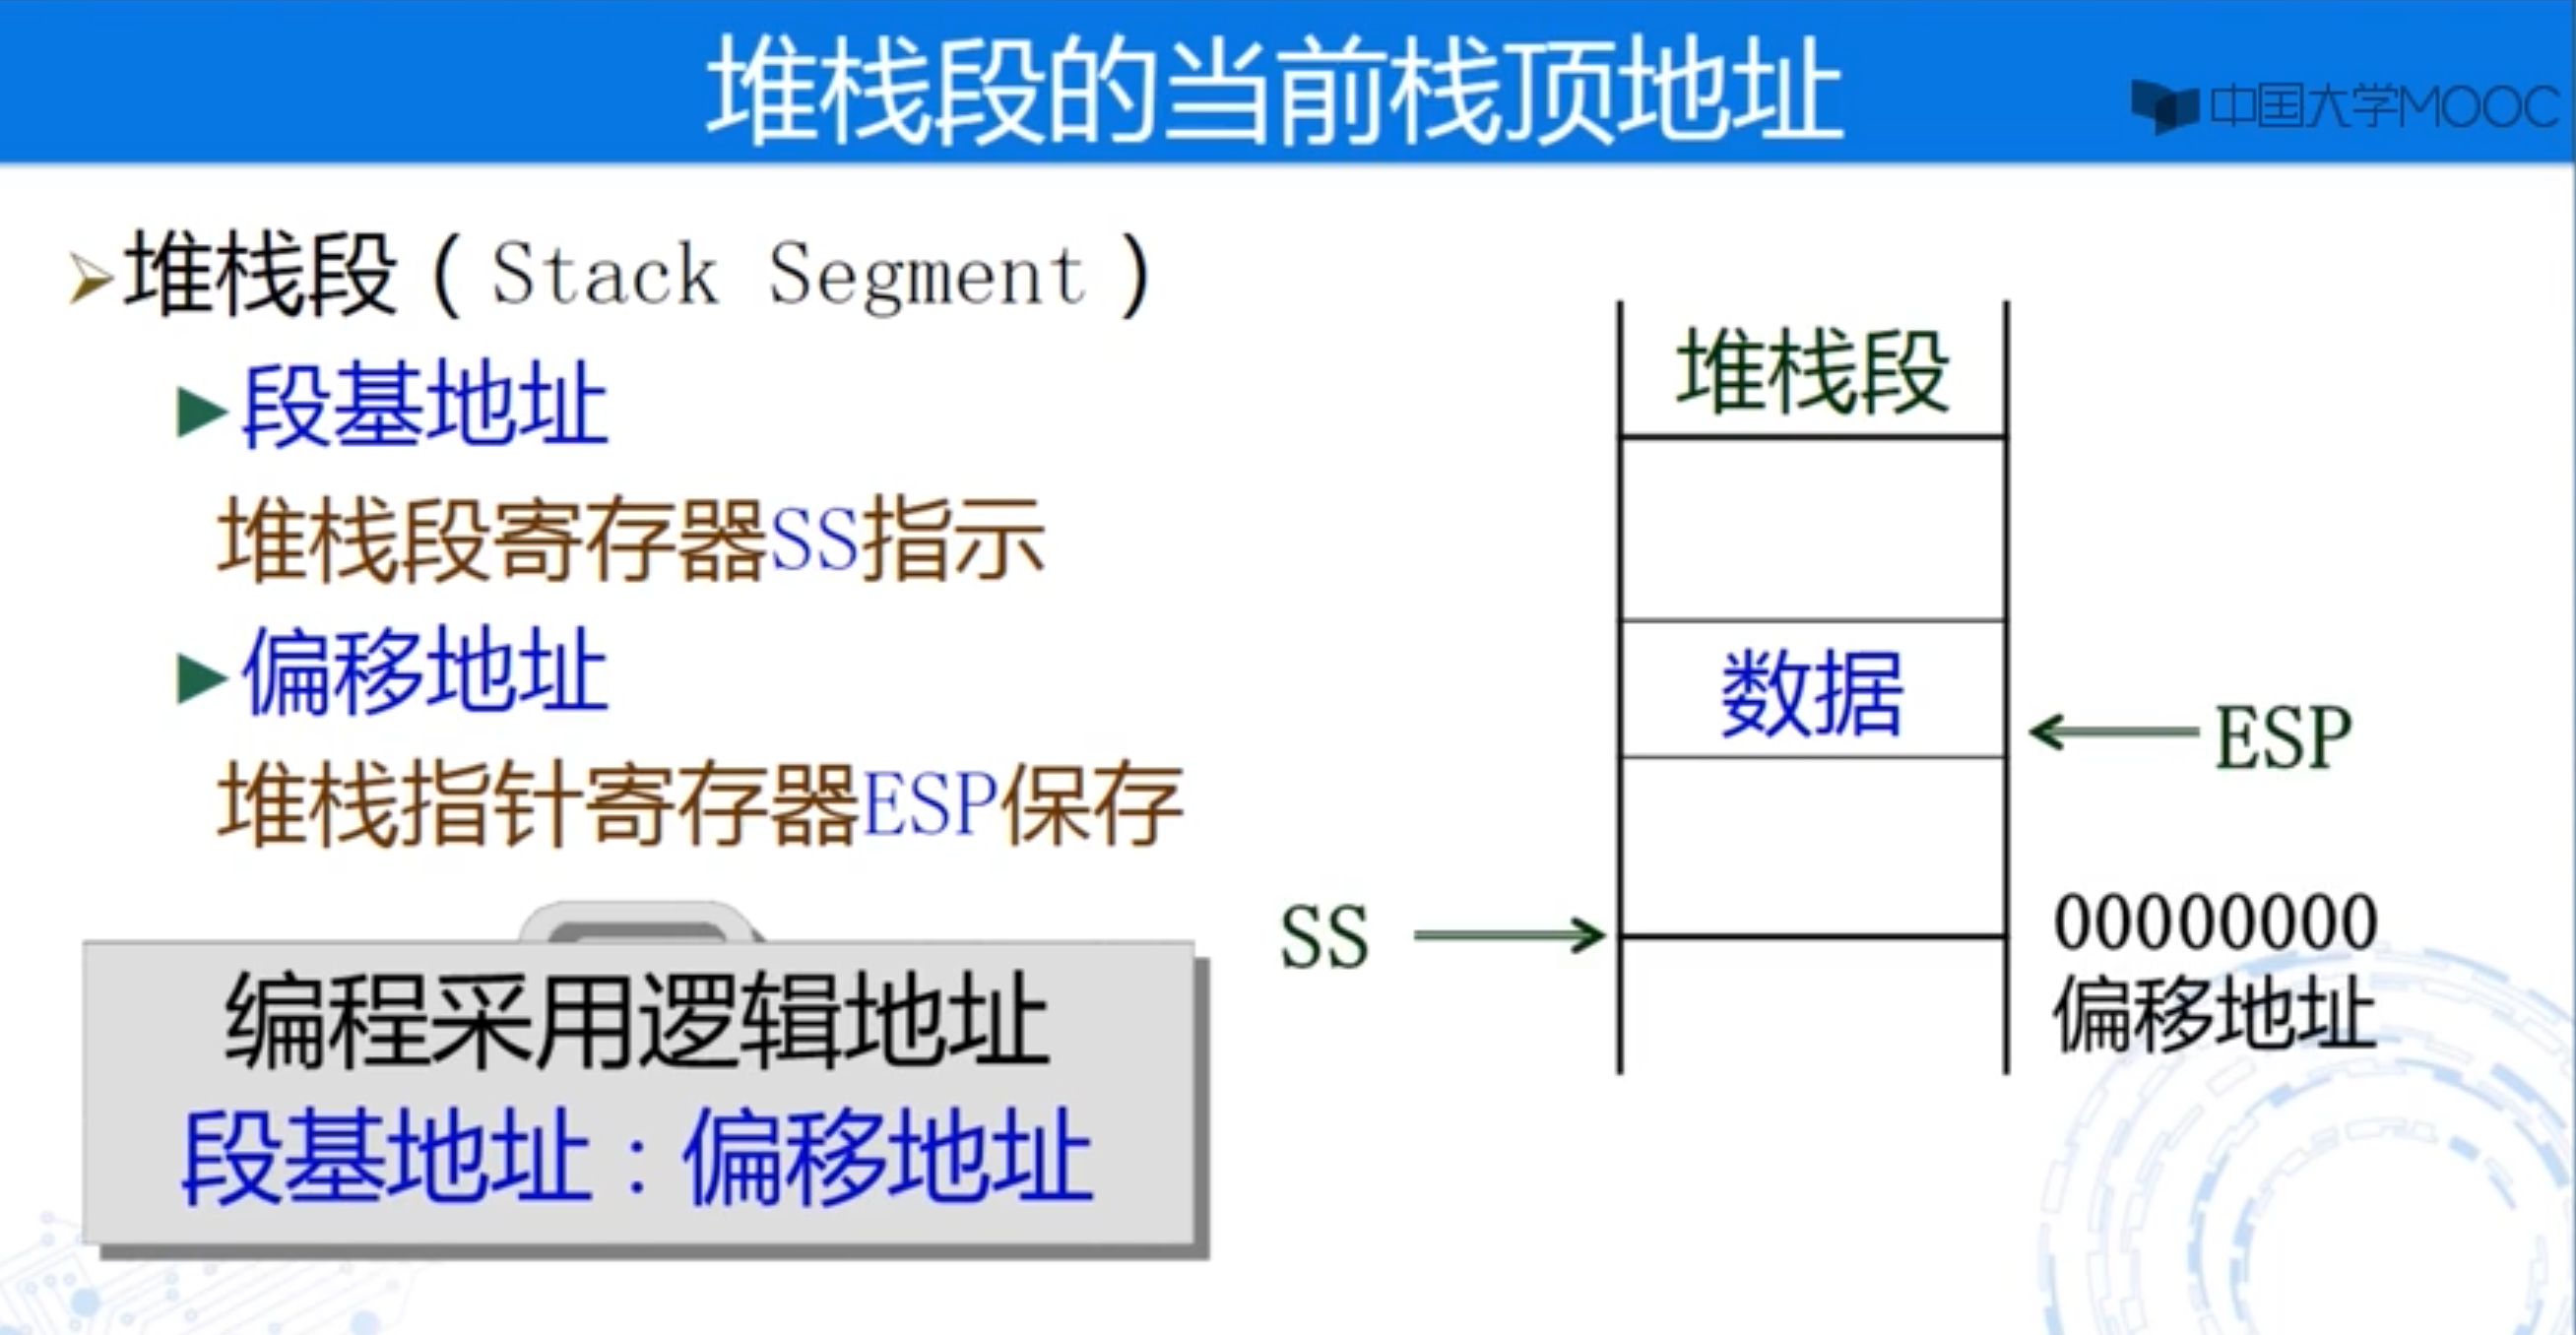 堆栈段的当前栈顶地址
中国大学MOOC
堆栈段（Stack Segment）
段基地址
堆栈段寄存器SS指示
偏移地址
堆栈指针寄存器ESP保存
编程采用逻辑地址
段基地址：偏移地址
堆栈段
数据
ESP
SS
00000000
偏移地址